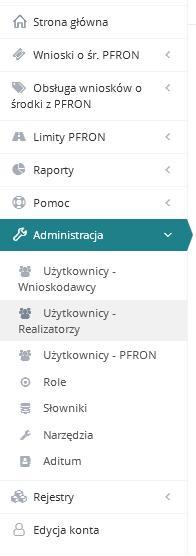 Strona główna
Wnioski o śr. PFRON
Obsługa wniosków o
środki z PFRON
Limity PFRON
Raporty
Pomoc
Administracja
Użytkownicy -
Wnioskodawcy
Użytkownicy -
Realizatorzy
Użytkownicy - PFRON
Role
Słowniki
Narzędzia
Aditum
Rejestry
Edycja konta